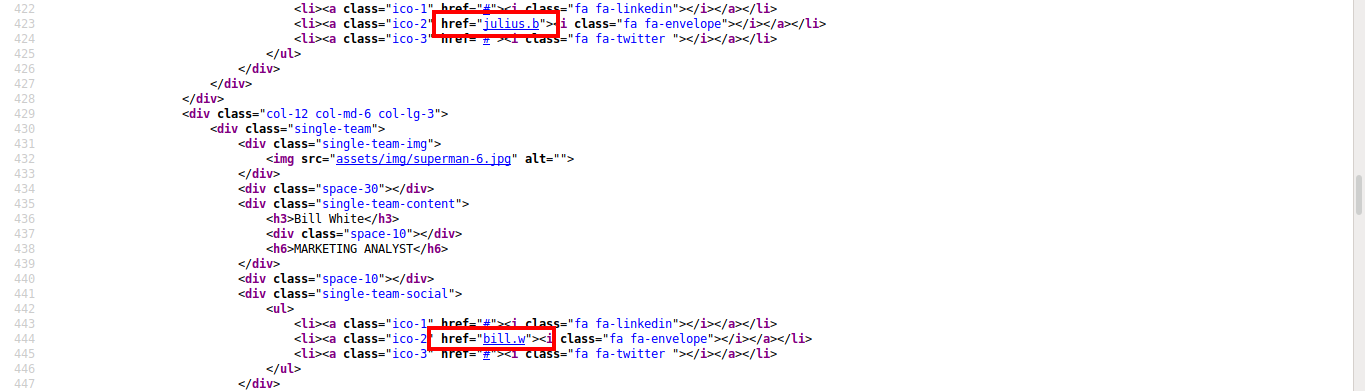 422 <li><a class="ico-1" href="#"><i class="fa fa-linkedin"></i></a></li>
423 <li><a class="ico-2" href="julius.b"><i class="fa fa-envelope"></i></a></li>
424 <li><a class="ico-3" href="#"><i class="fa fa-twitter "></i></a></li>
425 </ul>
426 </div>
427 </div>
428 </div>
429 <div class="col-12 col-md-6 col-lg-3">
430 <div class="single-team">
431 <div class="single-team-img">
432 <img src="assets/img/superman-6.jpg" alt="">
433 </div>
434 <div class="space-30"></div>
435 <div class="single-team-content">
436 <h3>Bill White</h3>
437 <div class="space-10"></div>
438 <h6>MARKETING ANALYST</h6>
439 </div>
440 <div class="space-10"></div>
441 <div class="single-team-social">
442 <ul>
443 <li><a class="ico-1" href="#"><i class="fa fa-linkedin"></i></a></li>
444 <li><a class="ico-2" href="bill.w"><i class="fa fa-envelope"></i></a></li>
445 <li><a class="ico-3" href="#"><i class="fa fa-twitter "></i></a></li>
446 </ul>
447 </div>